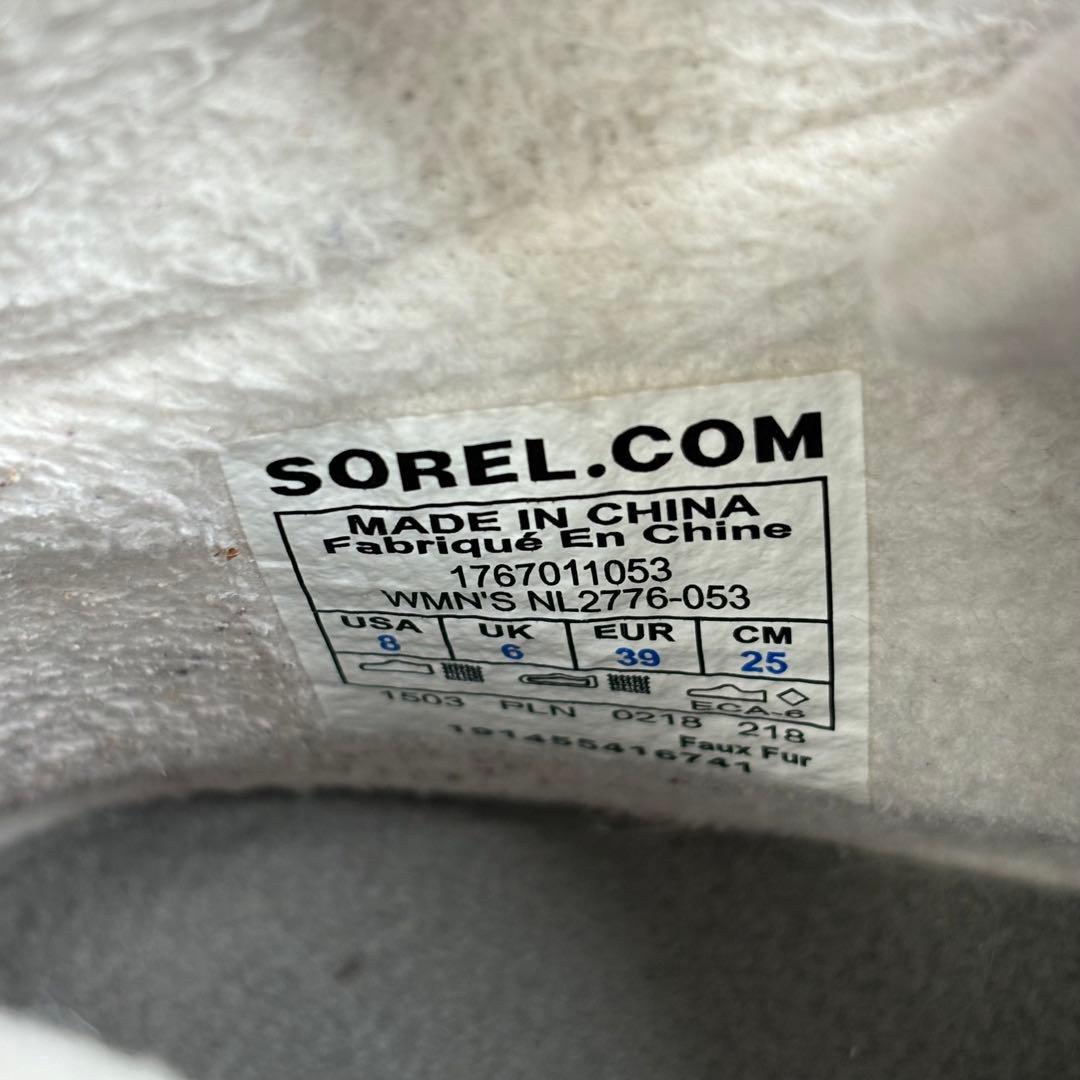 SOREL.COM
MADE IN CHINA
Fabriqué En Chine
1767011053
WMN'S NL2776-053
USA UK EUR CM
8 6 39 25
ECA-6
1503 PLN 0218 218
Faux Fur
191455416741